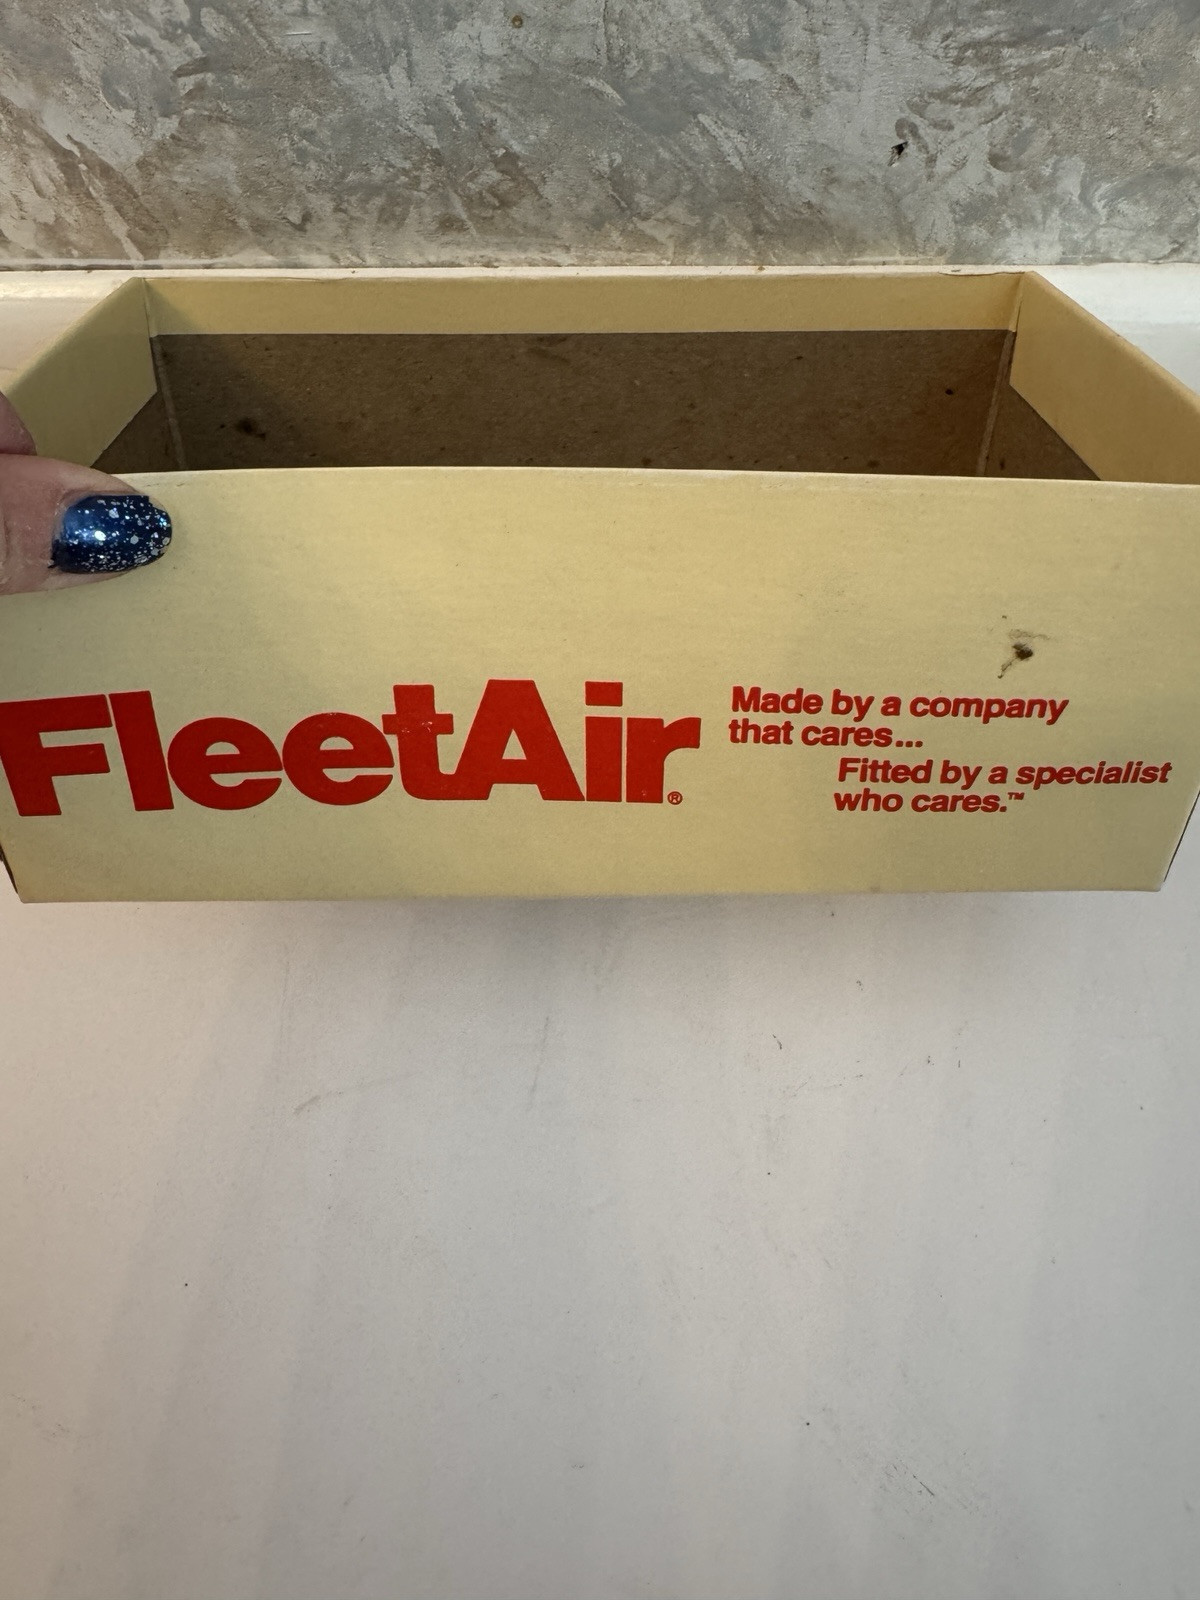 FleetAir®
Made by a company
that cares...
Fitted by a specialist
who cares.™